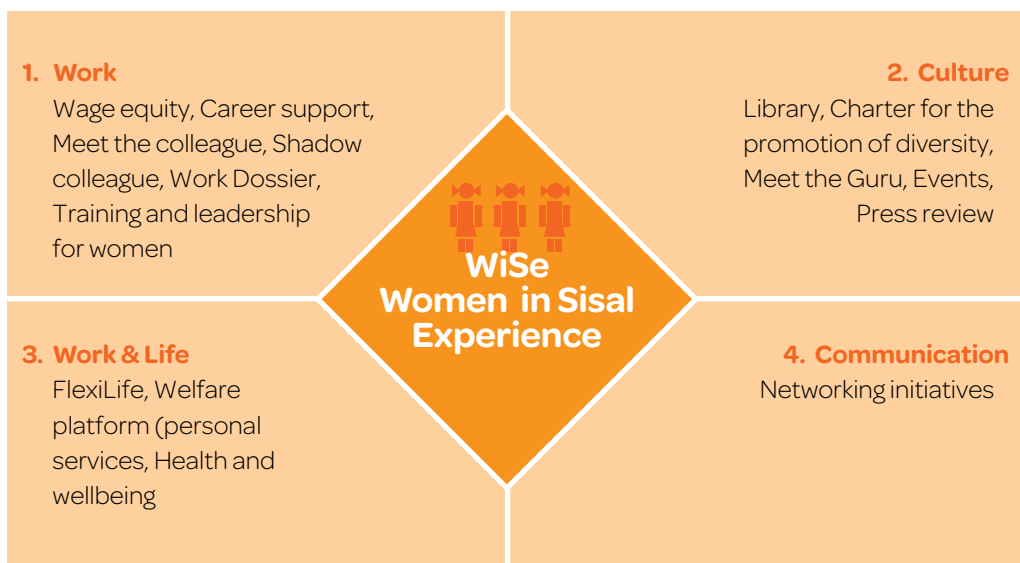 1. Work
Wage equity, Career support,
Meet the colleague, Shadow
colleague, Work Dossier,
Training and leadership
for women
2. Culture
Library, Charter for the
promotion of diversity,
Meet the Guru, Events,
Press review
WiSe
Women in Sisal
Experience
3. Work & Life
FlexiLife, Welfare
platform (personal
services, Health and
wellbeing
4. Communication
Networking initiatives